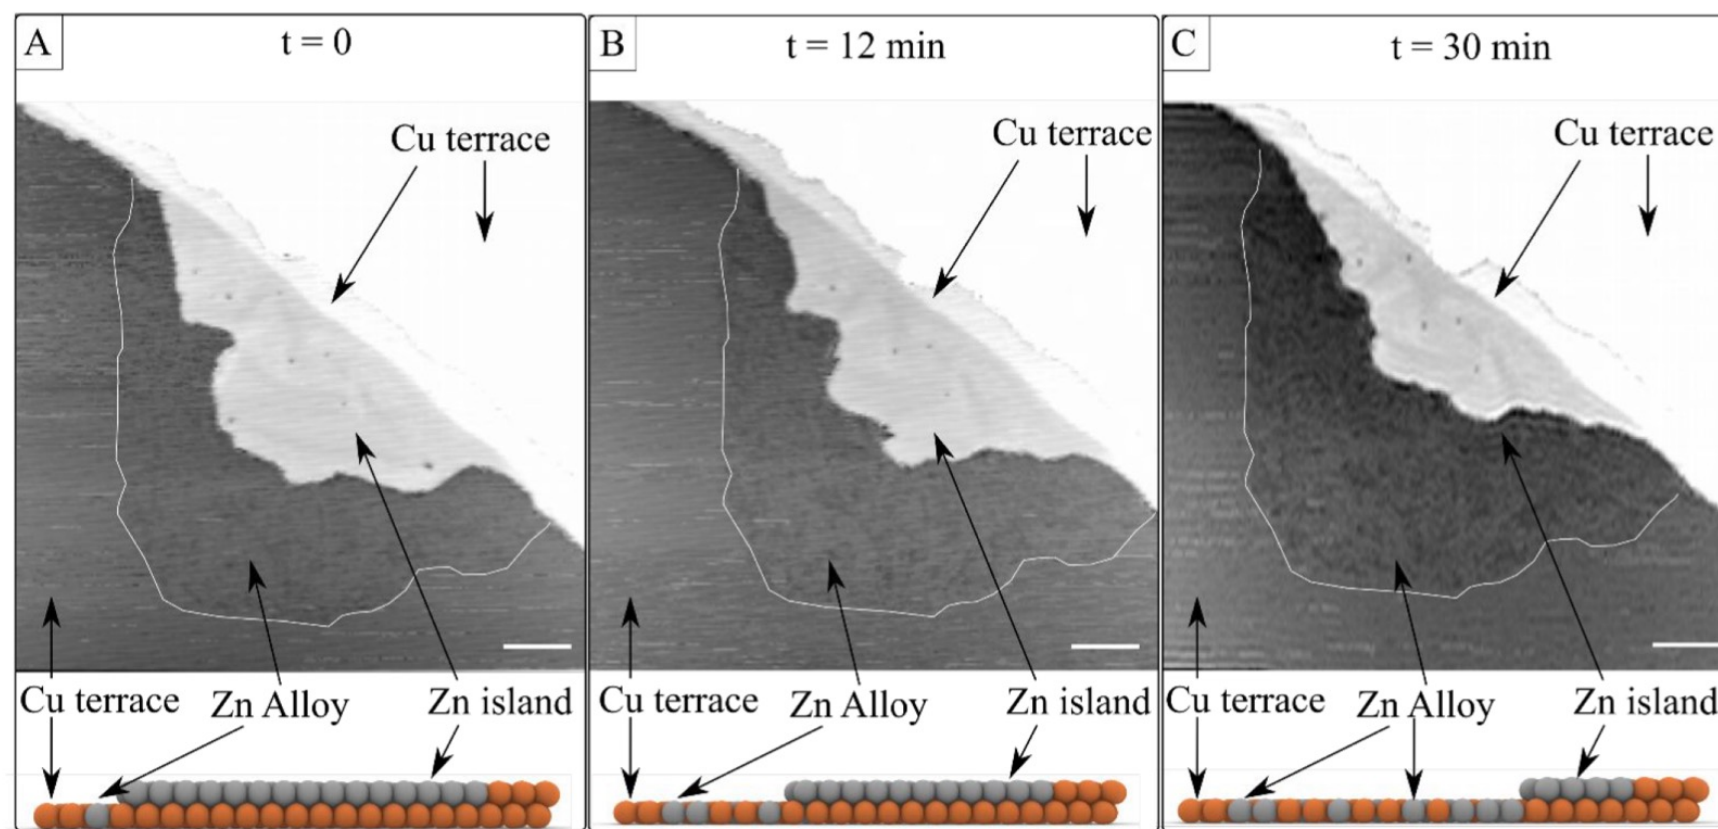 A
t = 0
Cu terrace
Cu terrace
Zn Alloy
Zn island
B
t = 12 min
Cu terrace
Cu terrace
Zn Alloy
Zn island
C
t = 30 min
Cu terrace
Cu terrace
Zn Alloy
Zn island